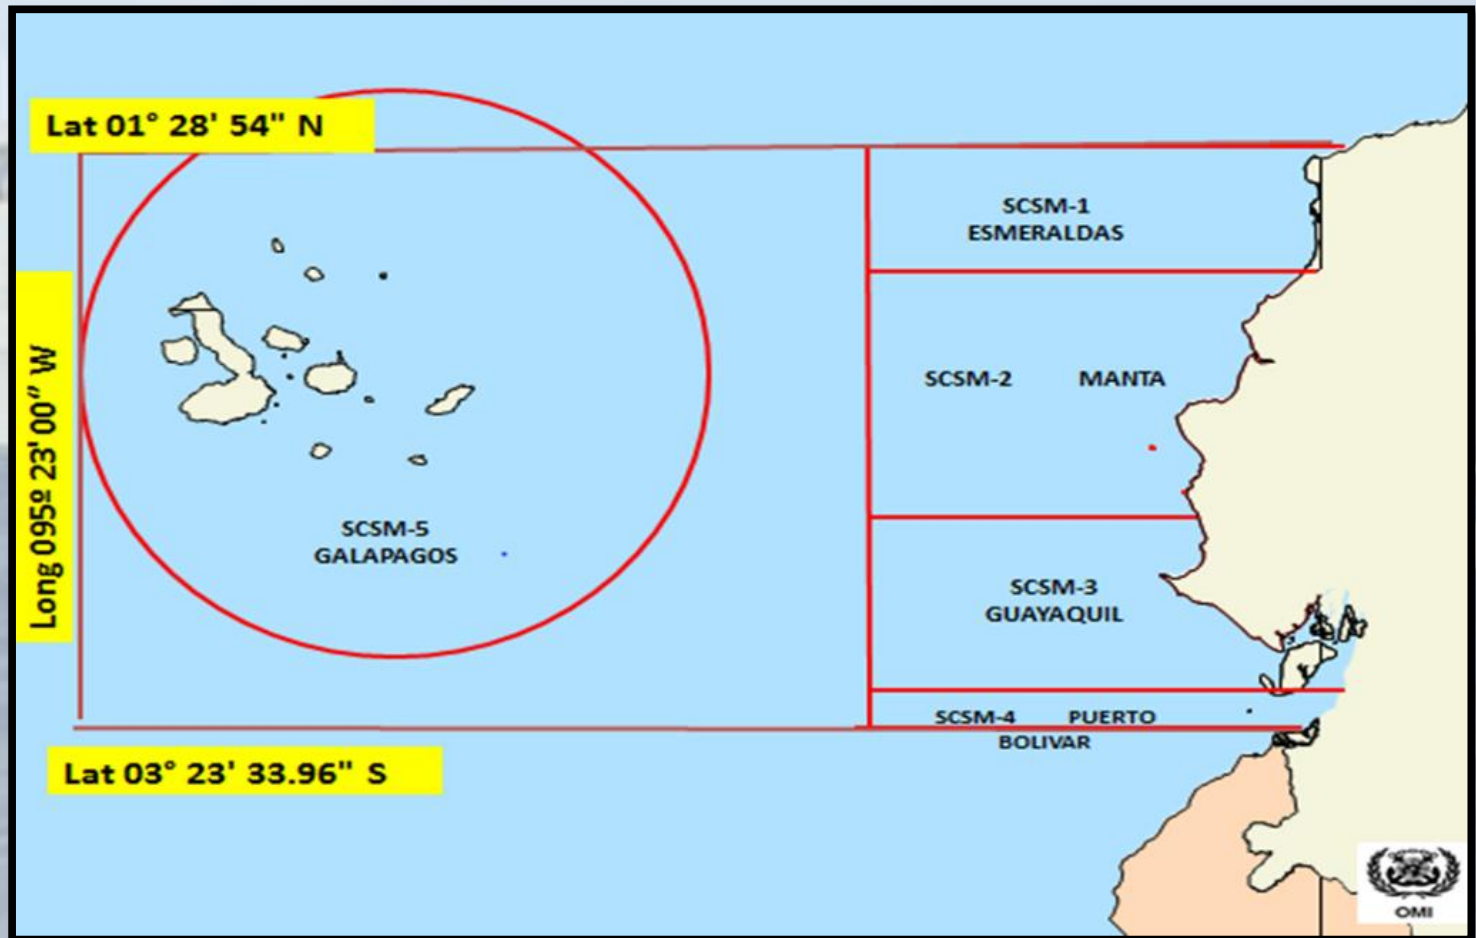 Lat 01° 28' 54" N
SCSM-1
ESMERALDAS
Long 095º 23' 00" W
SCSM-2 MANTA
SCSM-5
GALAPAGOS
SCSM-3
GUAYAQUIL
SCSM-4 PUERTO
BOLIVAR
Lat 03° 23' 33.96" S
OMI